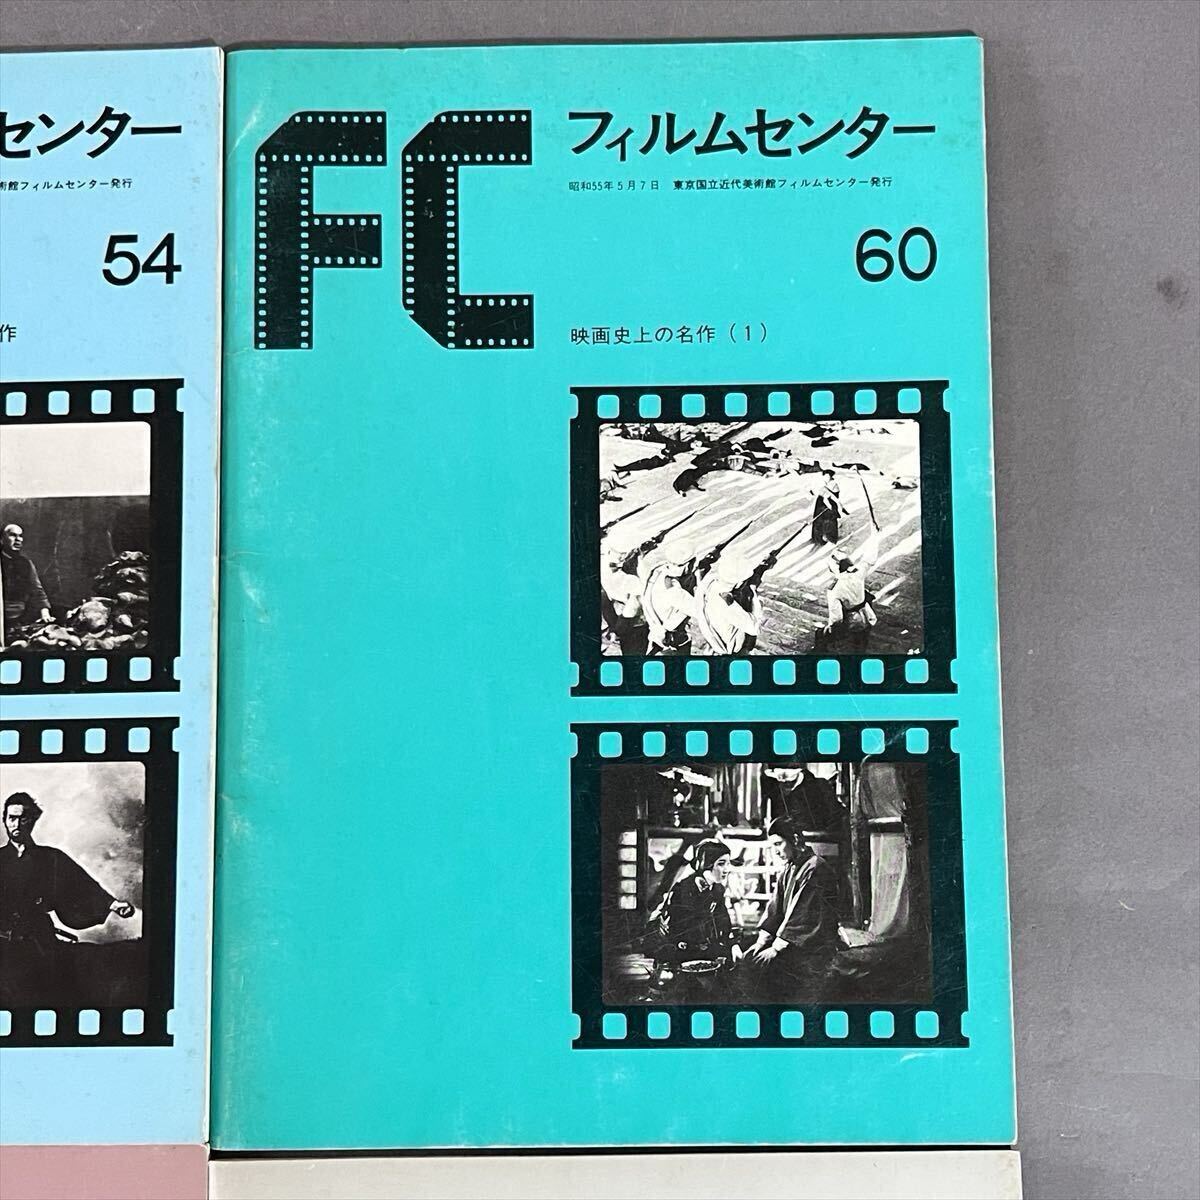 センター
術館フィルムセンター発行
54
作
FC
フィルムセンター
昭和55年5月7日 東京国立近代美術館フィルムセンター発行
60
映画史上の名作(1)